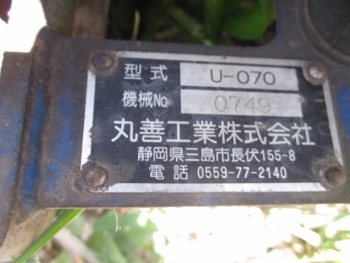 型式 U-070
機械No 0749
丸善工業株式会社
静岡県三島市長伏155-8
電話 0559-77-2140